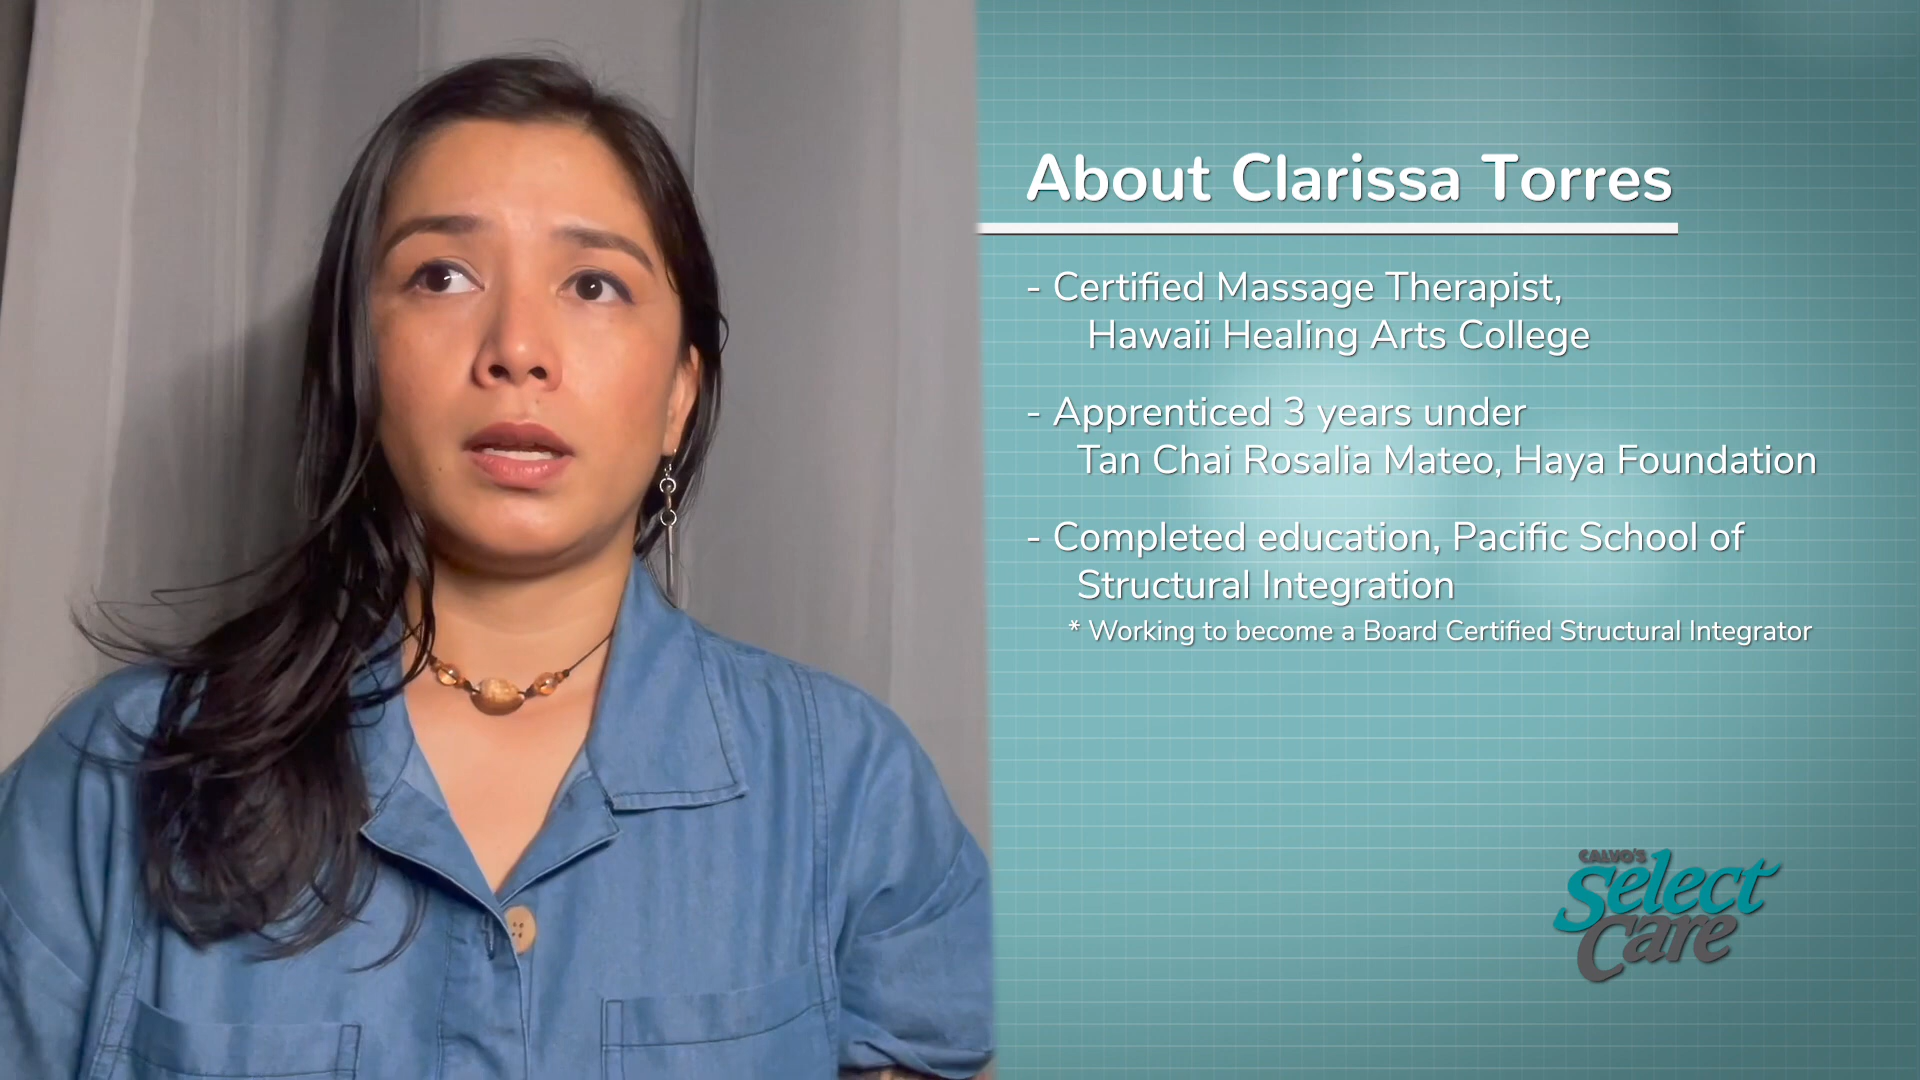 About Clarissa Torres
- Certified Massage Therapist,
Hawaii Healing Arts College
- Apprenticed 3 years under
Tan Chai Rosalia Mateo, Haya Foundation
- Completed education, Pacific School of
Structural Integration
* Working to become a Board Certified Structural Integrator
CALVO'S
Select
Care